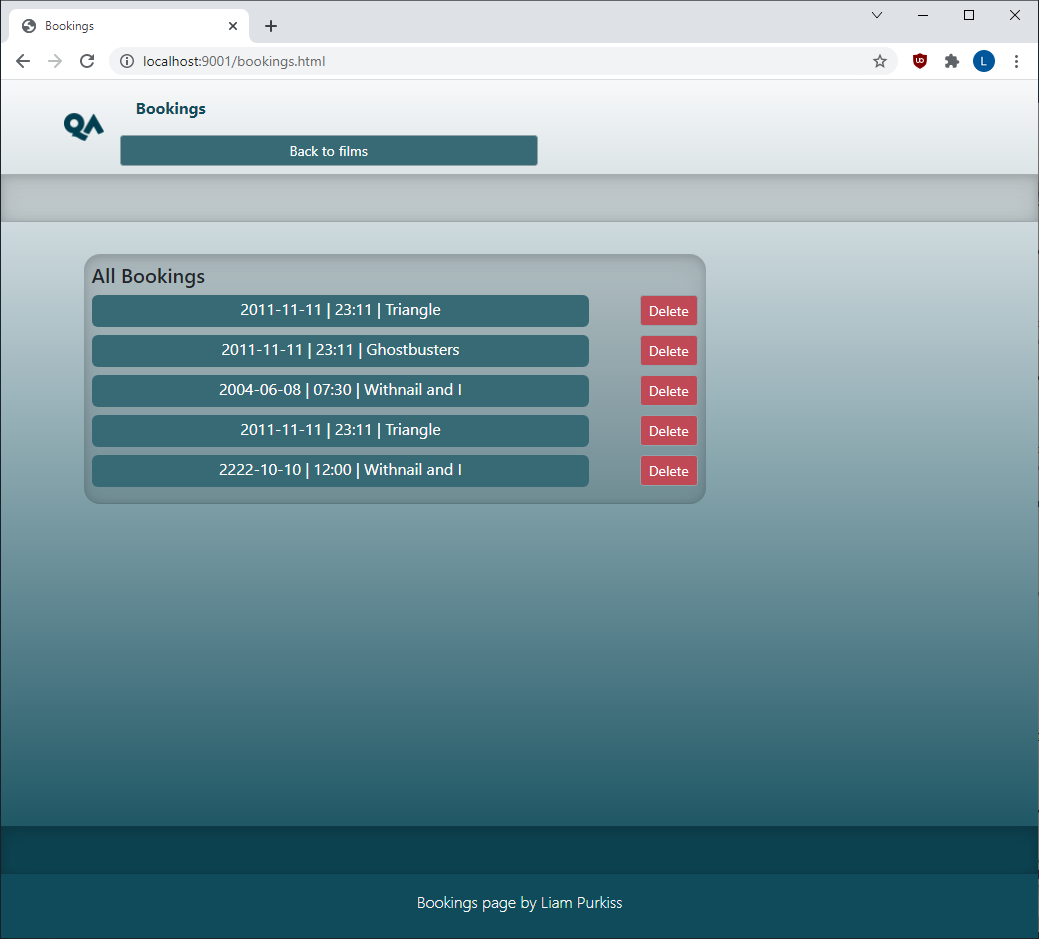 Bookings
localhost:9001/bookings.html
L
QA
Bookings
Back to films
All Bookings
2011-11-11 | 23:11 | Triangle
Delete
2011-11-11 | 23:11 | Ghostbusters
Delete
2004-06-08 | 07:30 | Withnail and I
Delete
2011-11-11 | 23:11 | Triangle
Delete
2222-10-10 | 12:00 | Withnail and I
Delete
Bookings page by Liam Purkiss